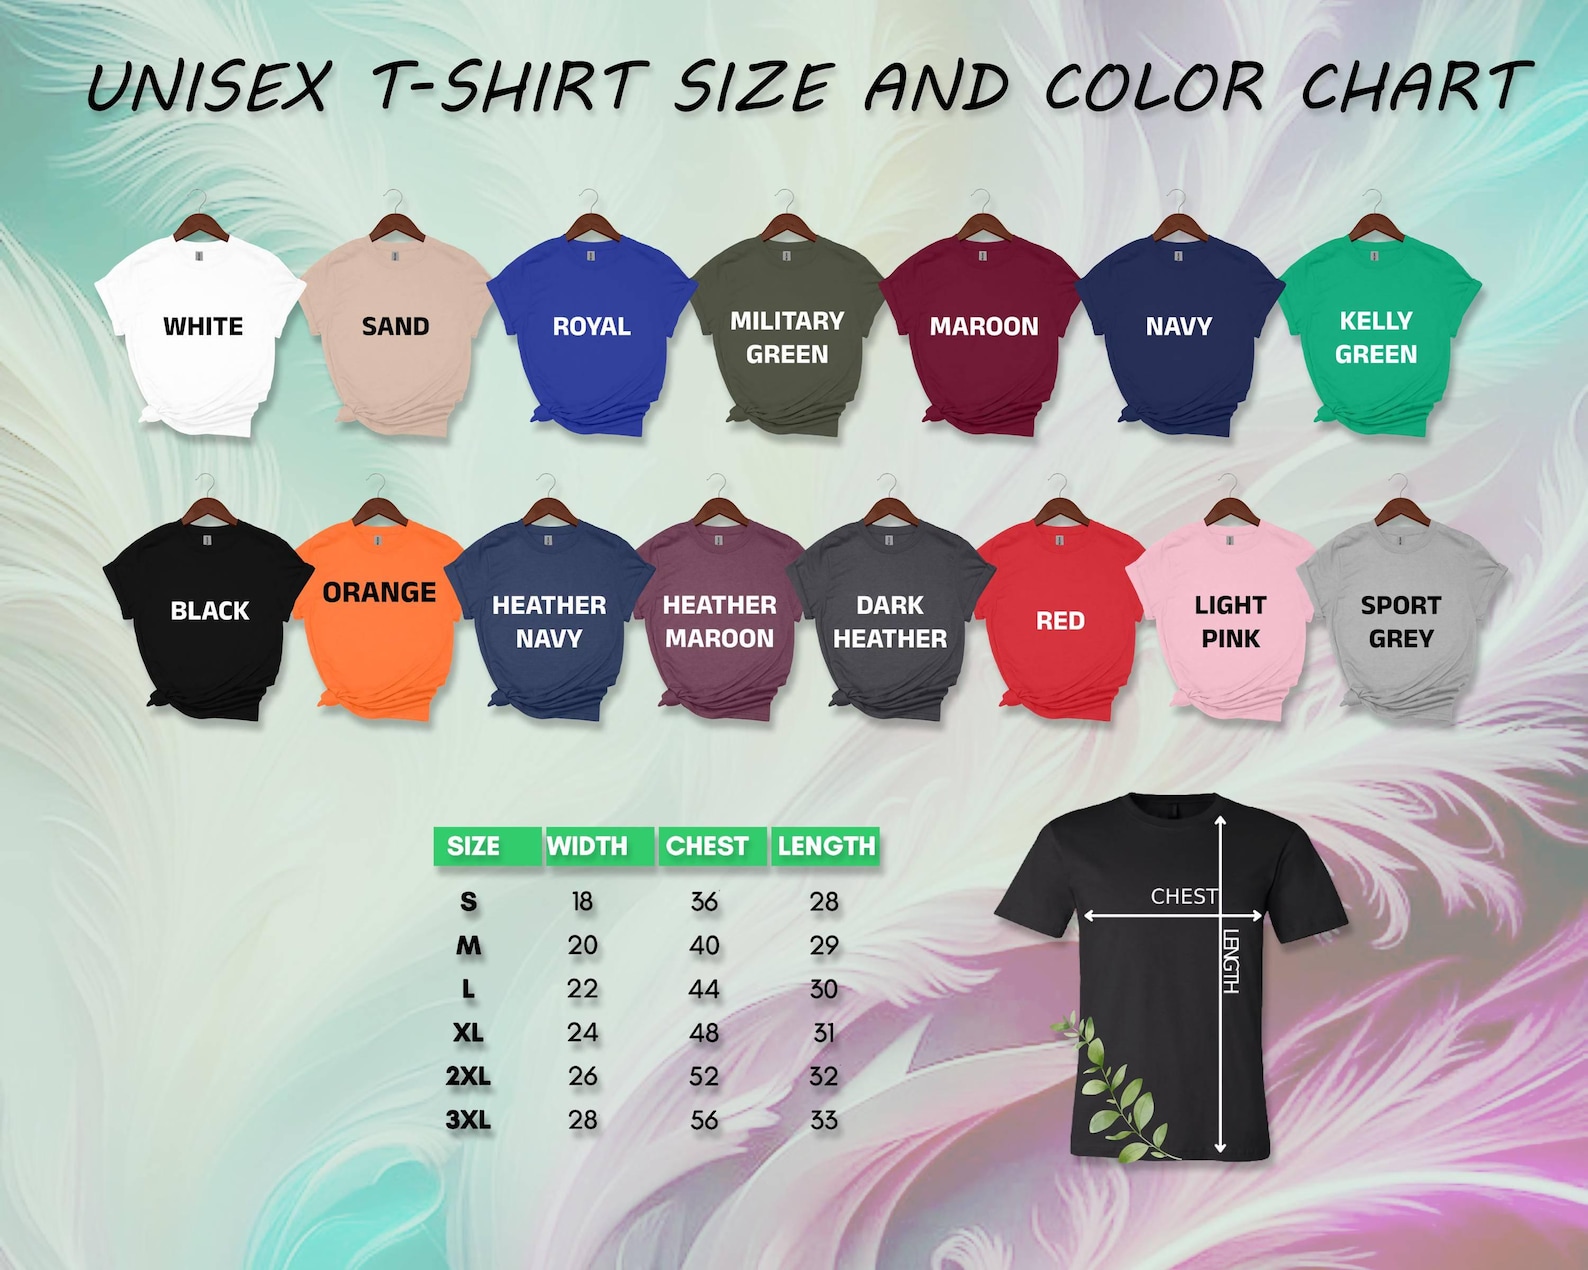 UNISEX T-SHIRT SIZE AND COLOR CHART
WHITE
SAND
ROYAL
MILITARY
GREEN
MAROON
NAVY
KELLY
GREEN
BLACK
ORANGE
HEATHER
NAVY
HEATHER
MAROON
DARK
HEATHER
RED
LIGHT
PINK
SPORT
GREY
SIZE WIDTH CHEST LENGTH
S 18 36 28
M 20 40 29
L 22 44 30
XL 24 48 31
2XL 26 52 32
3XL 28 56 33
CHEST
LENGTH